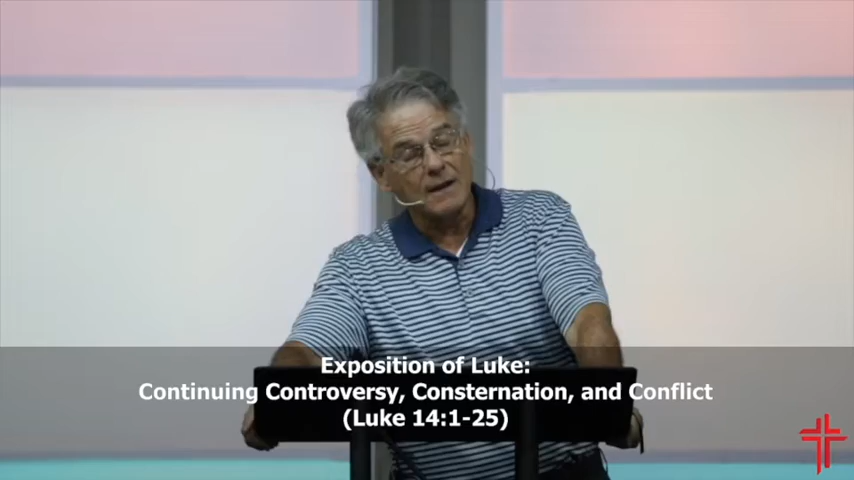 Exposition of Luke:
Continuing Controversy, Consternation, and Conflict
(Luke 14:1-25)